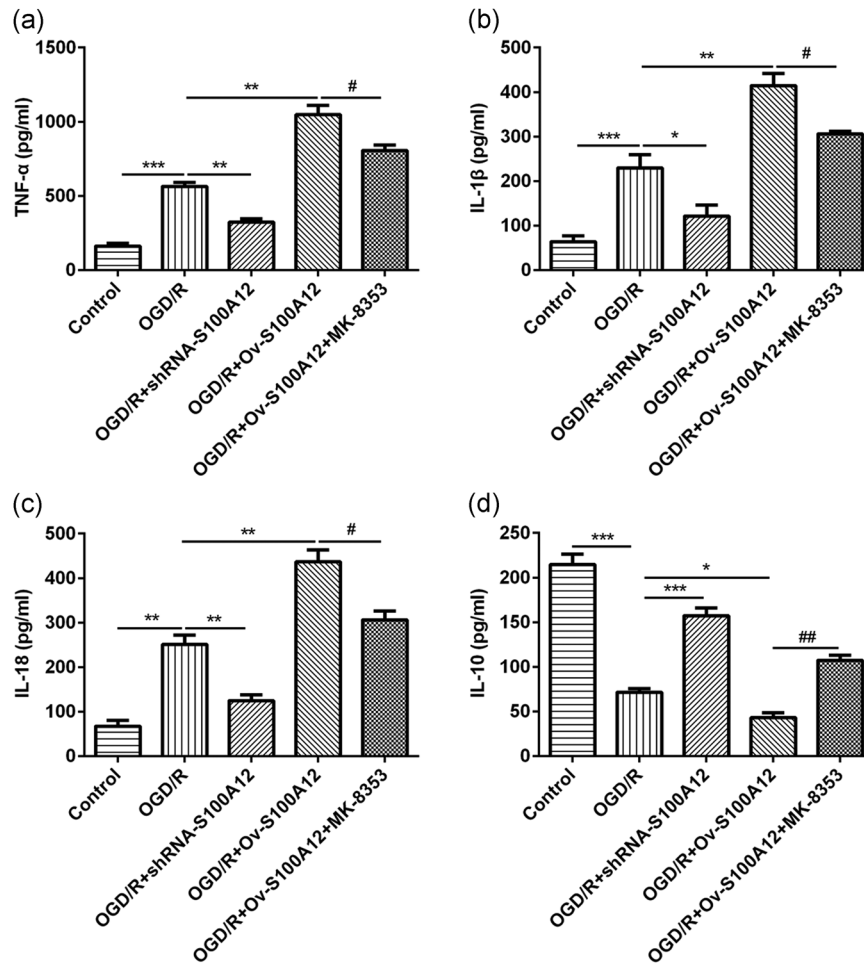 (a)
TNF-α (pg/ml)
1500
1000
500
0
***
**
**
#
Control
OGD/R
OGD/R+shRNA-S100A12
OGD/R+Ov-S100A12
OGD/R+Ov-S100A12+MK-8353
(b)
IL-1β (pg/ml)
500
400
300
200
100
0
***
*
**
#
Control
OGD/R
OGD/R+shRNA-S100A12
OGD/R+Ov-S100A12
OGD/R+Ov-S100A12+MK-8353
(c)
IL-18 (pg/ml)
500
400
300
200
100
0
**
**
**
#
Control
OGD/R
OGD/R+shRNA-S100A12
OGD/R+Ov-S100A12
OGD/R+Ov-S100A12+MK-8353
(d)
IL-10 (pg/ml)
250
200
150
100
50
0
***
*
***
##
Control
OGD/R
OGD/R+shRNA-S100A12
OGD/R+Ov-S100A12
OGD/R+Ov-S100A12+MK-8353